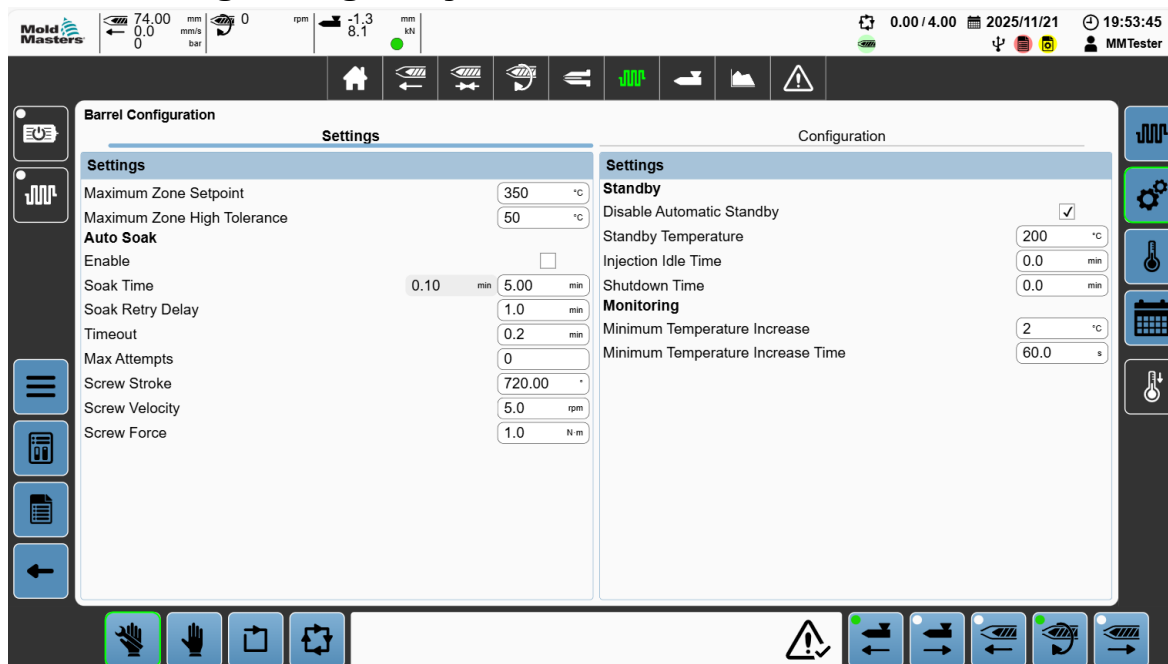 Mold
Masters
74.00 mm
0.0 mm/s
0 bar
0 rpm
-1.3 mm
8.1 kN
0.00 / 4.00
2025/11/21
19:53:45
MMTester
Barrel Configuration
Settings
Configuration
Settings
Maximum Zone Setpoint 350 °C
Maximum Zone High Tolerance 50 °C
Auto Soak
Enable
Soak Time 0.10 min 5.00 min
Soak Retry Delay 1.0 min
Timeout 0.2 min
Max Attempts 0
Screw Stroke 720.00 °
Screw Velocity 5.0 rpm
Screw Force 1.0 N·m
Settings
Standby
Disable Automatic Standby
Standby Temperature 200 °C
Injection Idle Time 0.0 min
Shutdown Time 0.0 min
Monitoring
Minimum Temperature Increase 2 °C
Minimum Temperature Increase Time 60.0 s